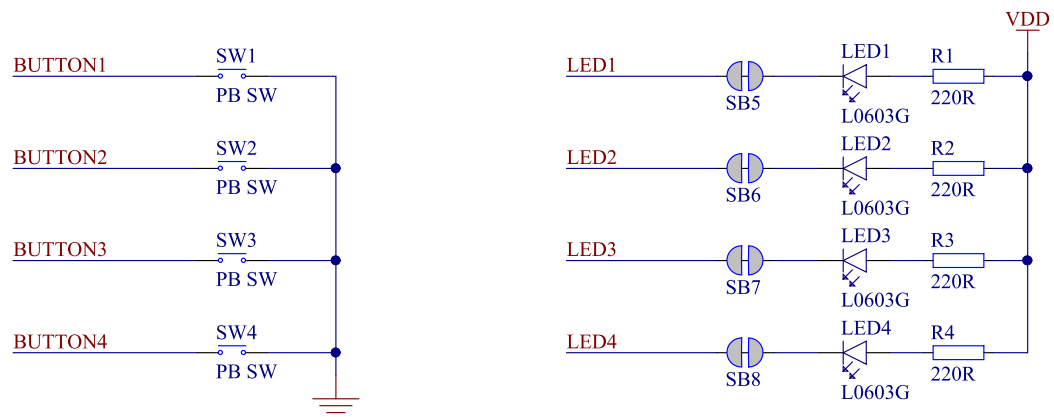 VDD
BUTTON1 SW1 PB SW
LED1 SB5 LED1 L0603G R1 220R
BUTTON2 SW2 PB SW
LED2 SB6 LED2 L0603G R2 220R
BUTTON3 SW3 PB SW
LED3 SB7 LED3 L0603G R3 220R
BUTTON4 SW4 PB SW
LED4 SB8 LED4 L0603G R4 220R